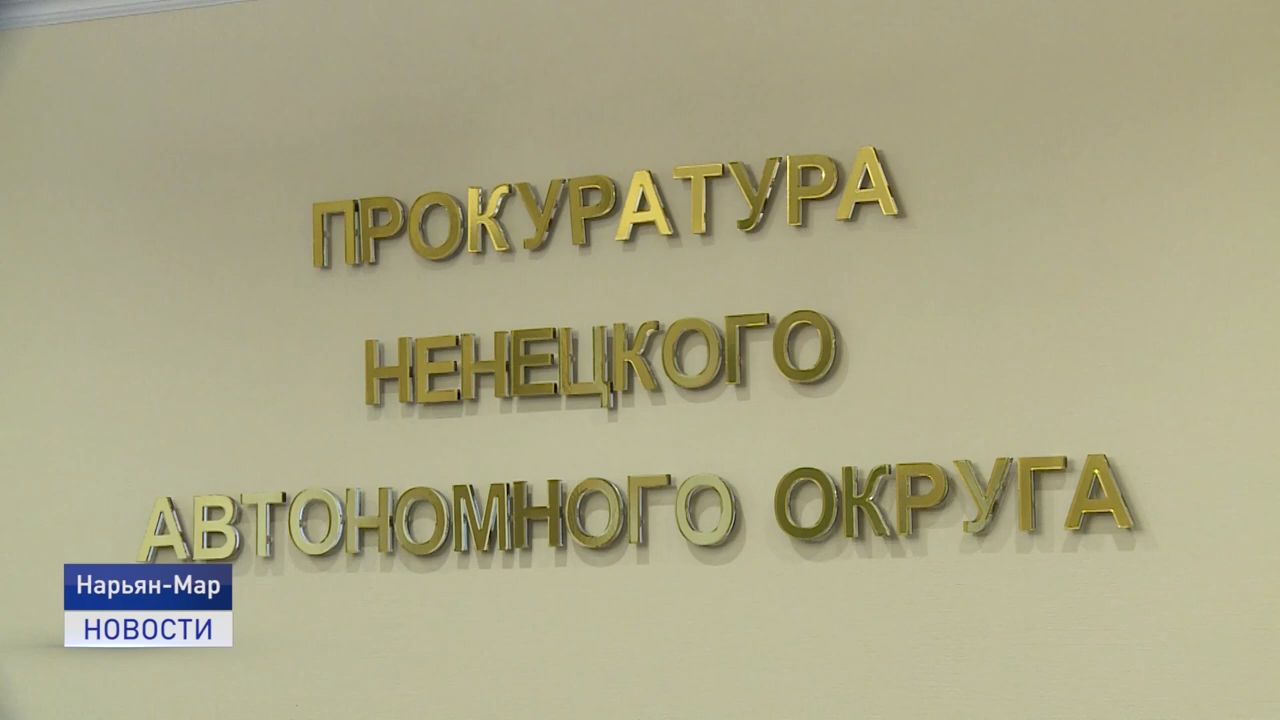 ПРОКУРАТУРА
НЕНЕЦКОГО
АВТОНОМНОГО ОКРУГА
Нарьян-Мар
НОВОСТИ